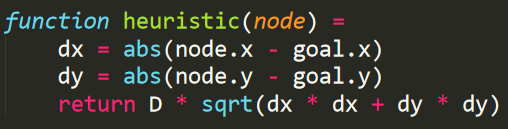 function heuristic(node) =
dx = abs(node.x - goal.x)
dy = abs(node.y - goal.y)
return D * sqrt(dx * dx + dy * dy)